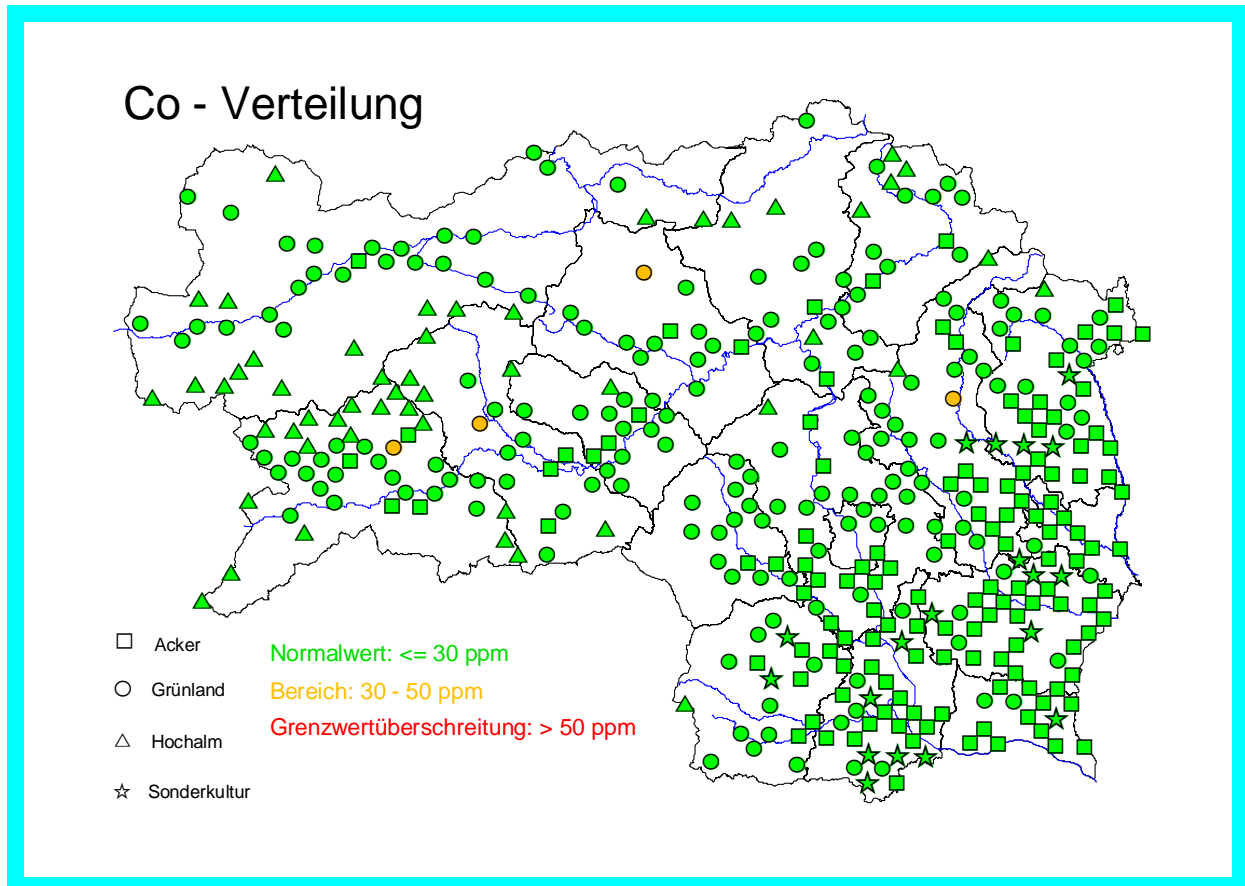 Co - Verteilung
Acker
Grünland
Hochalm
Sonderkultur
Normalwert: <= 30 ppm
Bereich: 30 - 50 ppm
Grenzwertüberschreitung: > 50 ppm